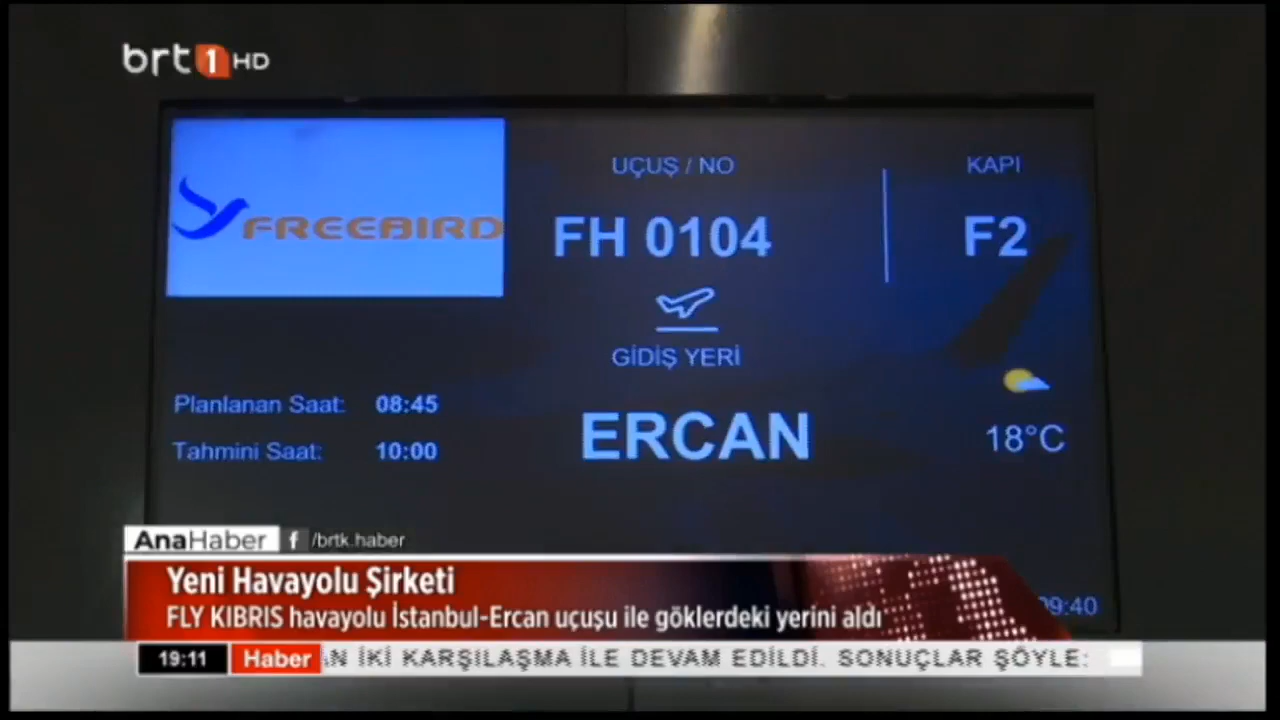 brt 1 HD
FREEBIRD
UÇUŞ / NO
FH 0104
KAPI
F2
GİDİŞ YERİ
ERCAN
Planlanan Saat: 08:45
Tahmini Saat: 10:00
18°C
09:40
AnaHaber f /brtk.haber
Yeni Havayolu Şirketi
FLY KIBRIS havayolu İstanbul-Ercan uçuşu ile göklerdeki yerini aldı
19:11 Haber İKİ KARŞILAŞMA İLE DEVAM EDİLDİ. SONUÇLAR ŞÖYLE: